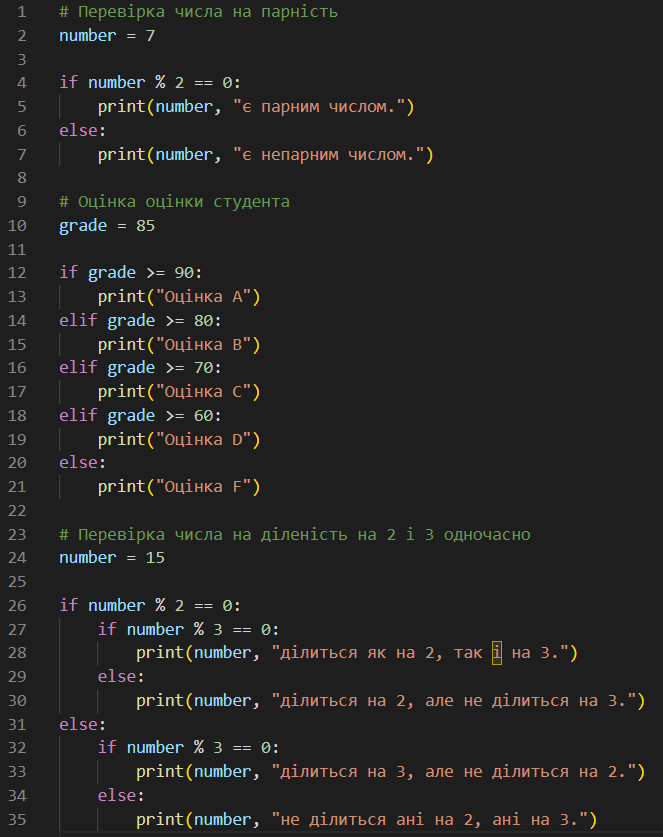 1 # Перевірка числа на парність
2 number = 7
3
4 if number % 2 == 0:
5     print(number, "є парним числом.")
6 else:
7     print(number, "є непарним числом.")
8
9 # Оцінка оцінки студента
10 grade = 85
11
12 if grade >= 90:
13     print("Оцінка A")
14 elif grade >= 80:
15     print("Оцінка B")
16 elif grade >= 70:
17     print("Оцінка C")
18 elif grade >= 60:
19     print("Оцінка D")
20 else:
21     print("Оцінка F")
22
23 # Перевірка числа на діленість на 2 і 3 одночасно
24 number = 15
25
26 if number % 2 == 0:
27     if number % 3 == 0:
28         print(number, "ділиться як на 2, так і на 3.")
29     else:
30         print(number, "ділиться на 2, але не ділиться на 3.")
31 else:
32     if number % 3 == 0:
33         print(number, "ділиться на 3, але не ділиться на 2.")
34     else:
35         print(number, "не ділиться ані на 2, ані на 3.")